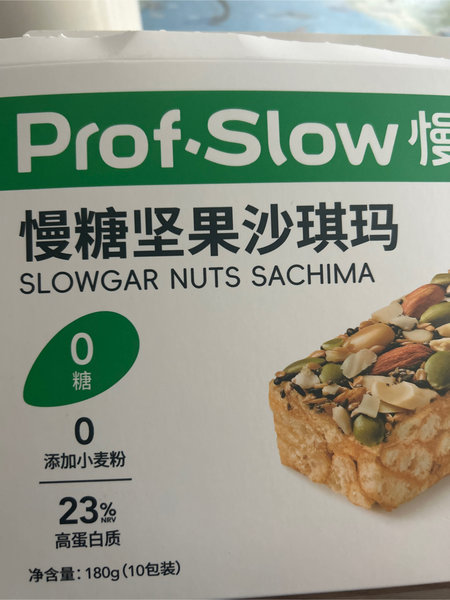 Prof.Slow 慢
慢糖坚果沙琪玛
SLOWGAR NUTS SACHIMA
0
糖
0
添加小麦粉
23%
NRV
高蛋白质
净含量: 180g(10包装)